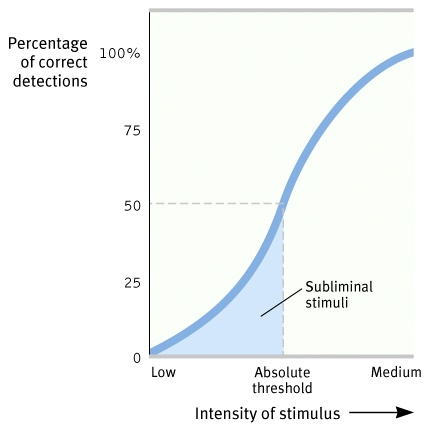 Percentage
of correct
detections
100%
75
50
25
0
Subliminal
stimuli
Low
Absolute
threshold
Medium
Intensity of stimulus